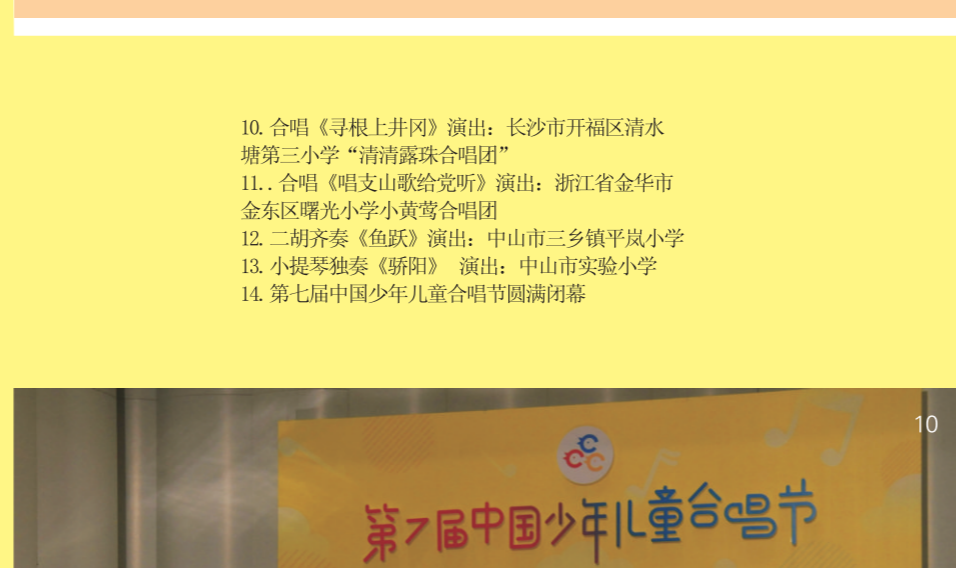 10. 合唱《寻根上井冈》演出：长沙市开福区清水
塘第三小学“清清露珠合唱团”
11.. 合唱《唱支山歌给党听》演出：浙江省金华市
金东区曙光小学小黄莺合唱团
12. 二胡齐奏《鱼跃》演出：中山市三乡镇平岚小学
13. 小提琴独奏《骄阳》 演出：中山市实验小学
14. 第七届中国少年儿童合唱节圆满闭幕
10
CCC
第7届中国少年儿童合唱节